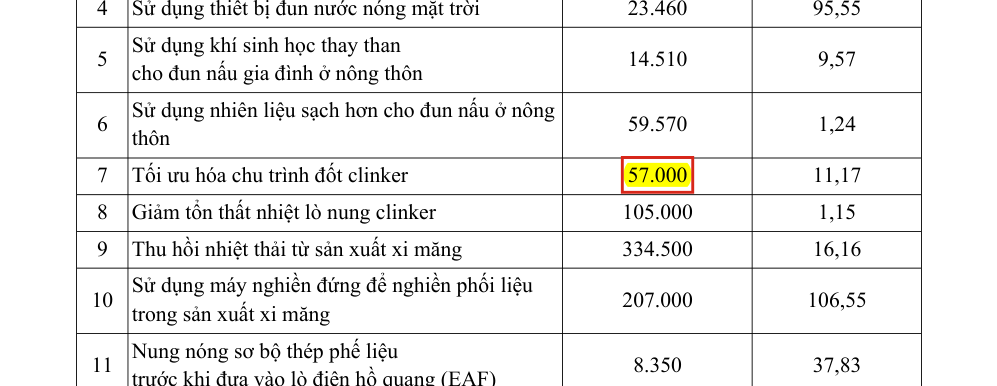 4 Sử dụng thiết bị đun nước nóng mặt trời 23.460 95,55
5 Sử dụng khí sinh học thay than
cho đun nấu gia đình ở nông thôn 14.510 9,57
6 Sử dụng nhiên liệu sạch hơn cho đun nấu ở nông
thôn 59.570 1,24
7 Tối ưu hóa chu trình đốt clinker 57.000 11,17
8 Giảm tổn thất nhiệt lò nung clinker 105.000 1,15
9 Thu hồi nhiệt thải từ sản xuất xi măng 334.500 16,16
10 Sử dụng máy nghiền đứng để nghiền phối liệu
trong sản xuất xi măng 207.000 106,55
11 Nung nóng sơ bộ thép phế liệu
trước khi đưa vào lò điện hồ quang (EAF) 8.350 37,83